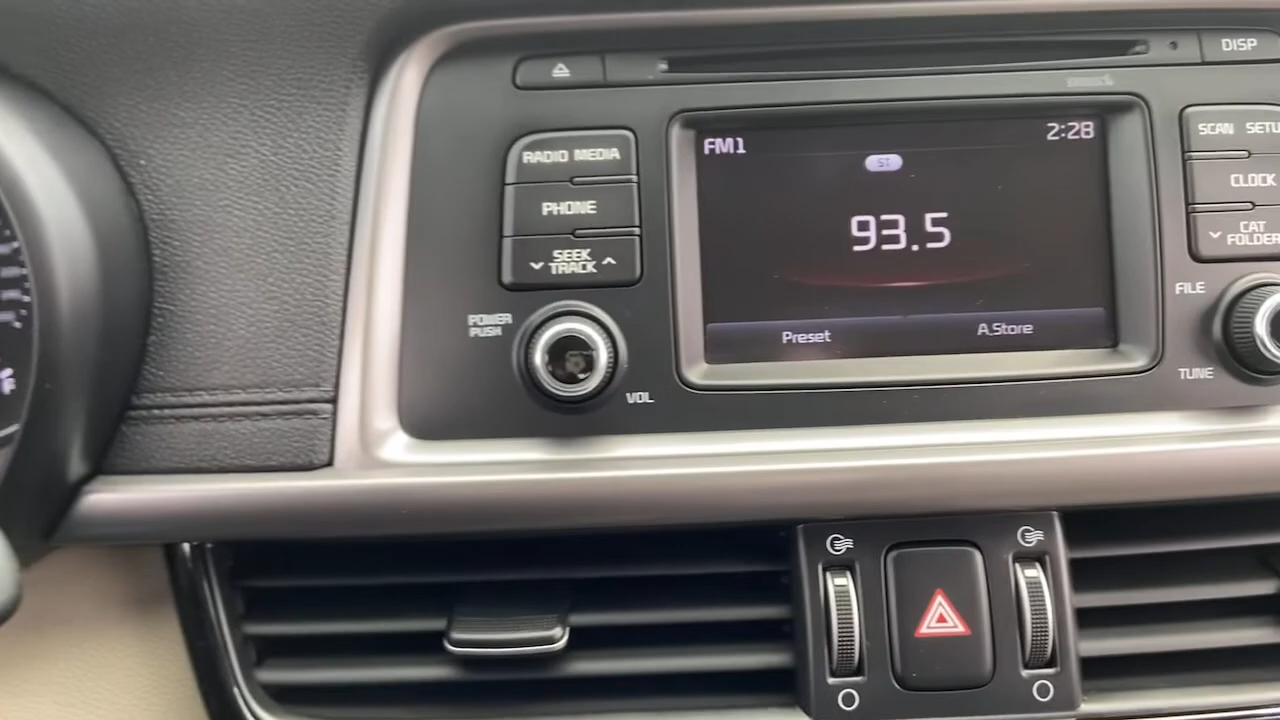 DISP
RADIO MEDIA
PHONE
SEEK
TRACK
POWER
PUSH
VOL
FM1
2:28
ST
93.5
Preset
A.Store
SCAN
CLOCK
CAT
FOLDER
FILE
TUNE